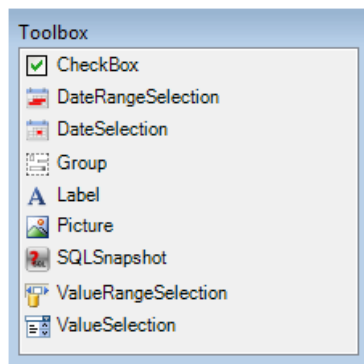 Toolbox
CheckBox
DateRangeSelection
DateSelection
Group
Label
Picture
SQLSnapshot
ValueRangeSelection
ValueSelection